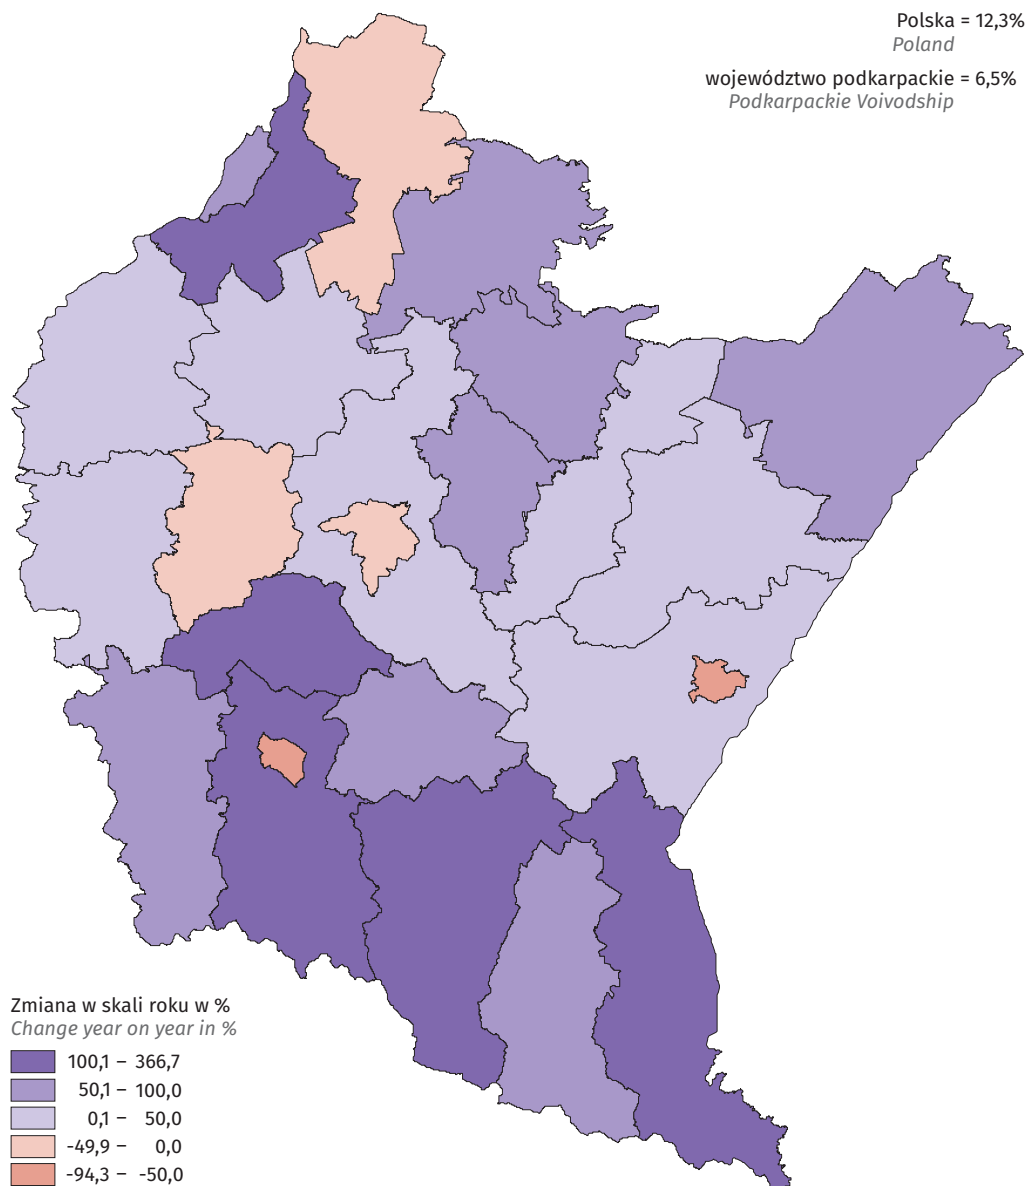 Polska = 12,3%
Poland
województwo podkarpackie = 6,5%
Podkarpackie Voivodship
Zmiana w skali roku w %
Change year on year in %
100,1 – 366,7
50,1 – 100,0
0,1 – 50,0
-49,9 – 0,0
-94,3 – -50,0